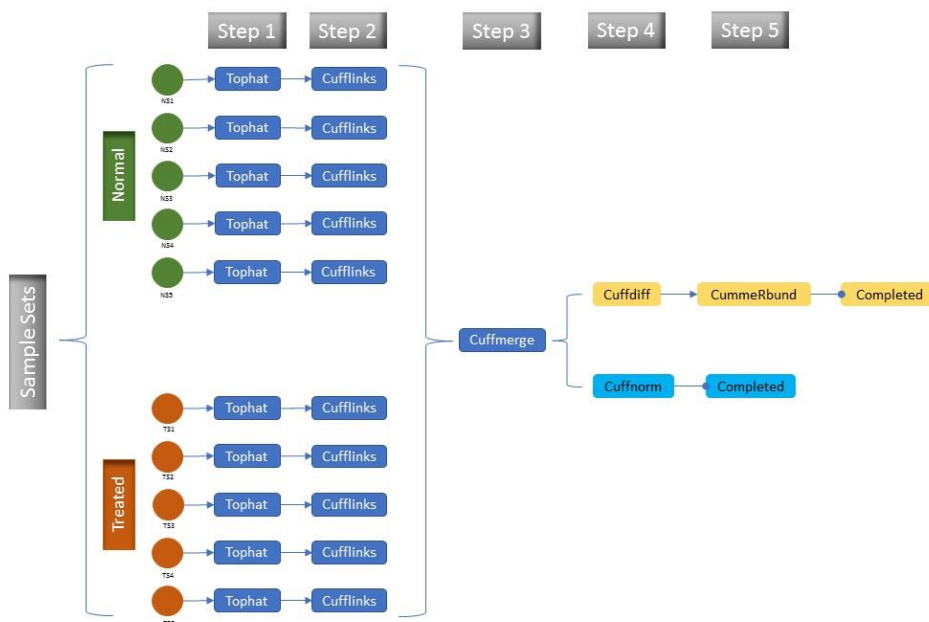 Step 1
Step 2
Step 3
Step 4
Step 5
Sample Sets
Normal
NS1
Tophat
Cufflinks
NS2
Tophat
Cufflinks
NS3
Tophat
Cufflinks
NS4
Tophat
Cufflinks
NS5
Tophat
Cufflinks
Treated
TS1
Tophat
Cufflinks
TS2
Tophat
Cufflinks
TS3
Tophat
Cufflinks
TS4
Tophat
Cufflinks
Tophat
Cufflinks
Cuffmerge
Cuffdiff
CummeRbund
Completed
Cuffnorm
Completed